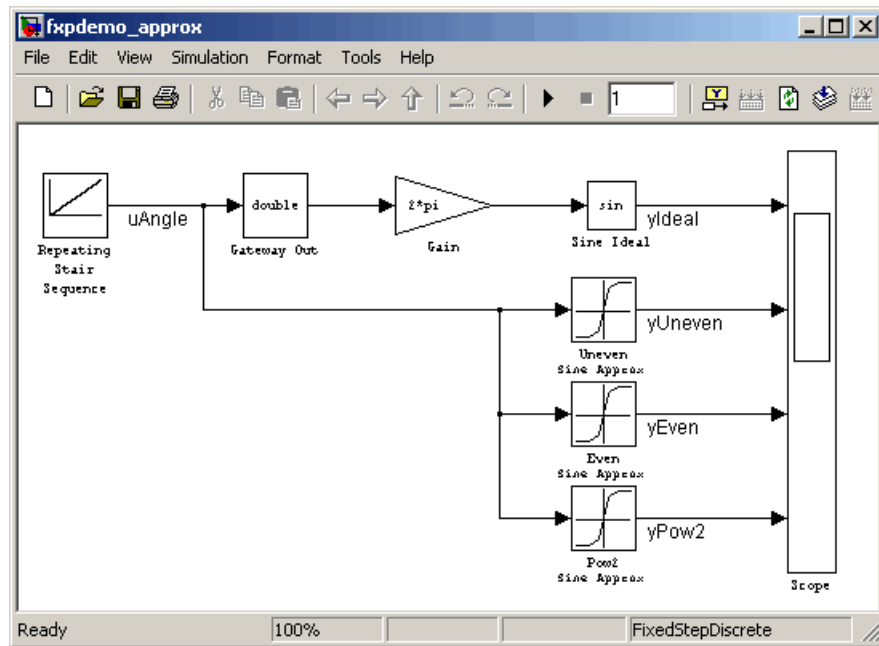 fxpdemo_approx
File Edit View Simulation Format Tools Help
1
double
2*pi
sin
uAngle
yIdeal
Repeating
Stair
Sequence
Gateway Out
Gain
Sine Ideal
yUneven
Uneven
Sine Approx
yEven
Even
Sine Approx
yPow2
Pow2
Sine Approx
Scope
Ready 100% FixedStepDiscrete